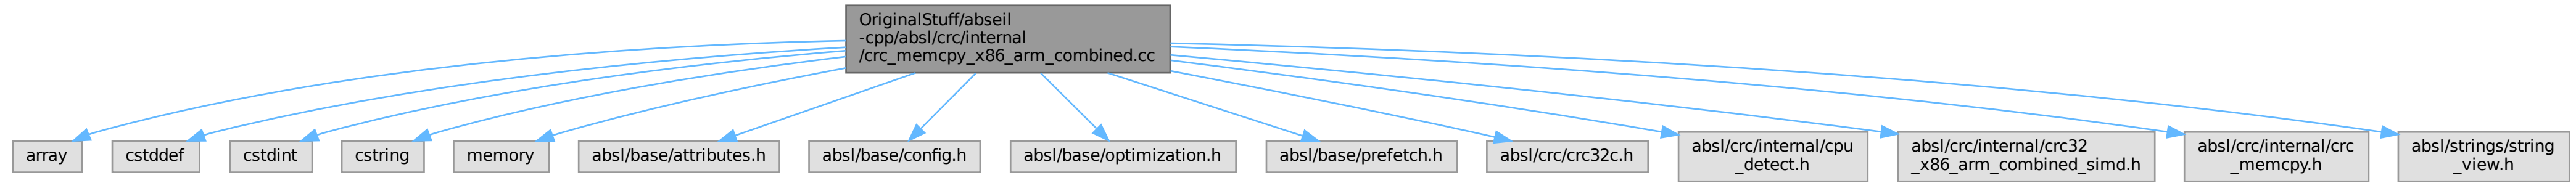 OriginalStuff/abseil
-cpp/absl/crc/internal
/crc_memcpy_x86_arm_combined.cc
array
cstddef
cstdint
cstring
memory
absl/base/attributes.h
absl/base/config.h
absl/base/optimization.h
absl/base/prefetch.h
absl/crc/crc32c.h
absl/crc/internal/cpu
_detect.h
absl/crc/internal/crc32
_x86_arm_combined_simd.h
absl/crc/internal/crc
_memcpy.h
absl/strings/string
_view.h